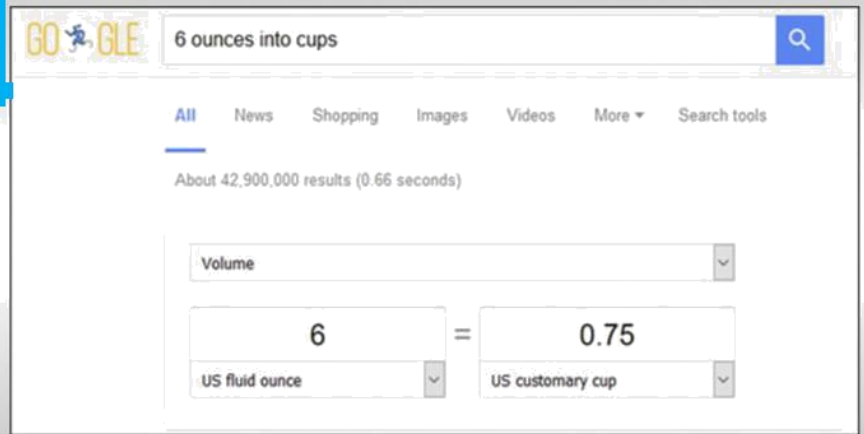 GO GLE 6 ounces into cups
All News Shopping Images Videos More Search tools
About 42,900,000 results (0.66 seconds)
Volume
6 = 0.75
US fluid ounce US customary cup